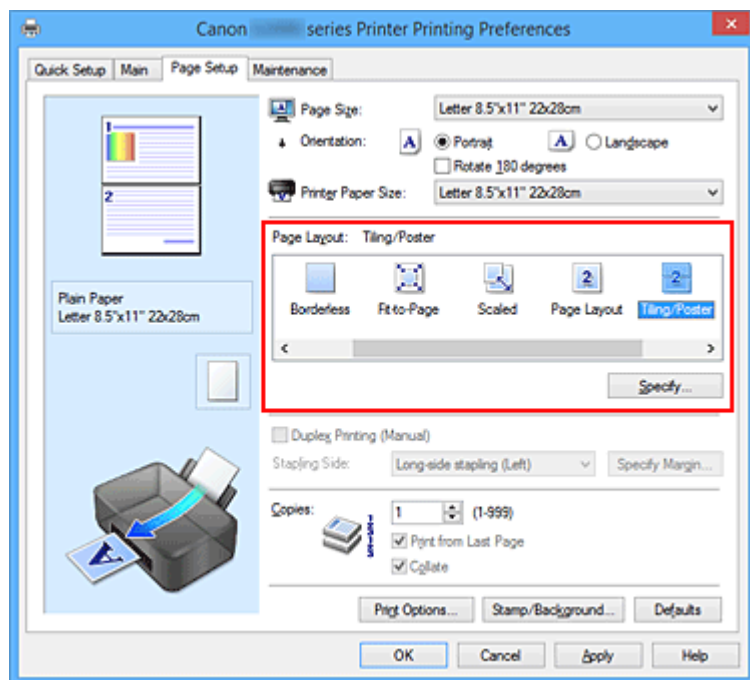 Canon series Printer Printing Preferences
Quick Setup Main Page Setup Maintenance
1
2
Page Size: Letter 8.5"x11" 22x28cm
Orientation: A Portrait A Landscape
Rotate 180 degrees
Printer Paper Size: Letter 8.5"x11" 22x28cm
Page Layout: Tiling/Poster
2 2
Borderless Fit-to-Page Scaled Page Layout Tiling/Poster
Specify...
Plain Paper
Letter 8.5"x11" 22x28cm
Duplex Printing (Manual)
Stapling Side: Long-side stapling (Left) Specify Margin...
Copies: 1 (1-999)
Print from Last Page
Collate
A
Print Options... Stamp/Background... Defaults
OK Cancel Apply Help